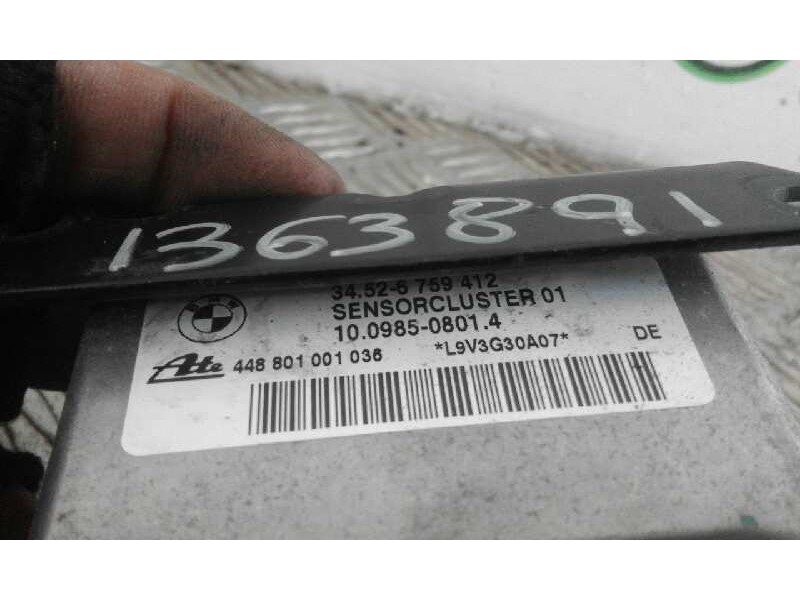 1363891
34.52-6 759 412
SENSORCLUSTER 01
10.0985-0801.4
BMW
Ate 448 801 001 036 *L9V3G30A07* DE